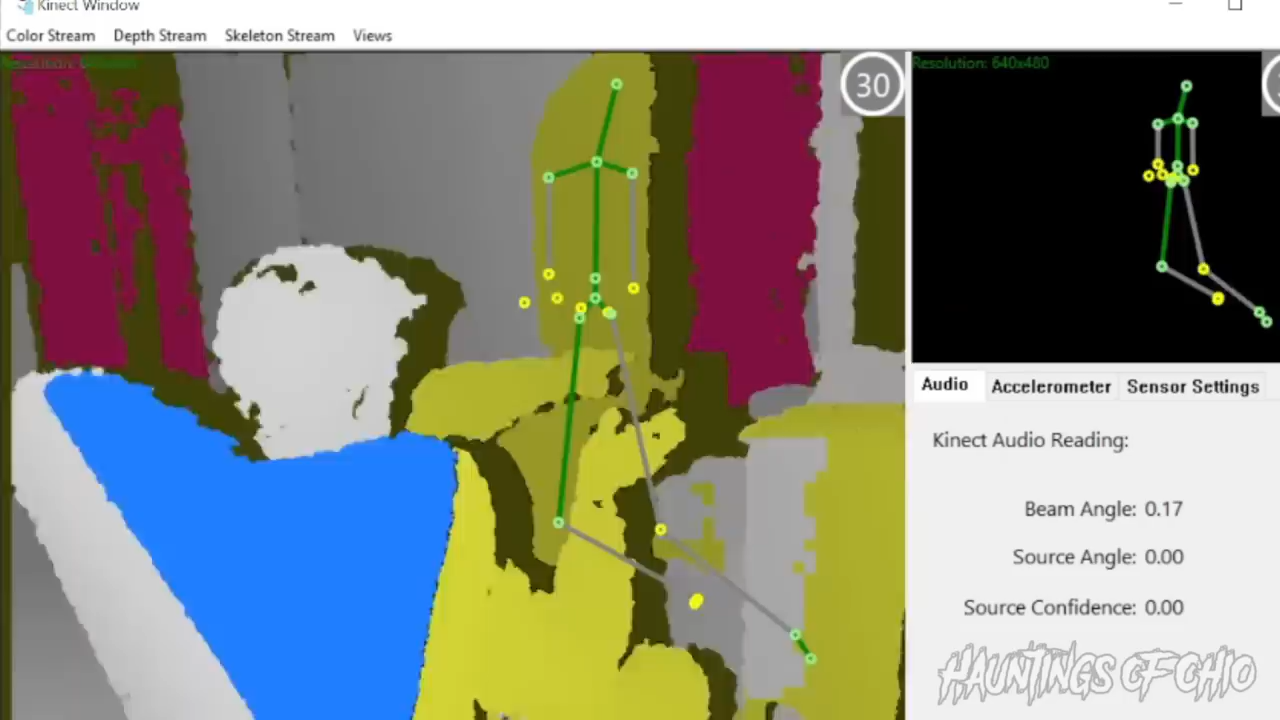 Kinect Window
Color Stream Depth Stream Skeleton Stream Views
30
Resolution: 640x480
Audio Accelerometer Sensor Settings
Kinect Audio Reading:
Beam Angle: 0.17
Source Angle: 0.00
Source Confidence: 0.00
HAUNTINGS OF OHIO